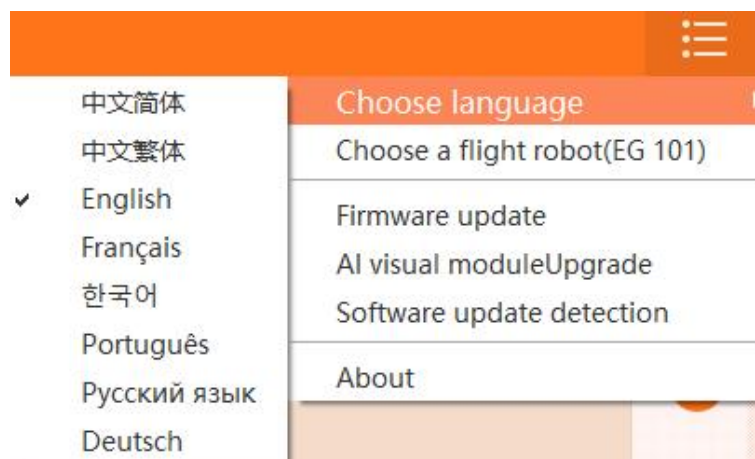 Choose language
Choose a flight robot(EG 101)
Firmware update
AI visual moduleUpgrade
Software update detection
About
中文简体
中文繁体
English
Français
한국어
Português
Русский язык
Deutsch